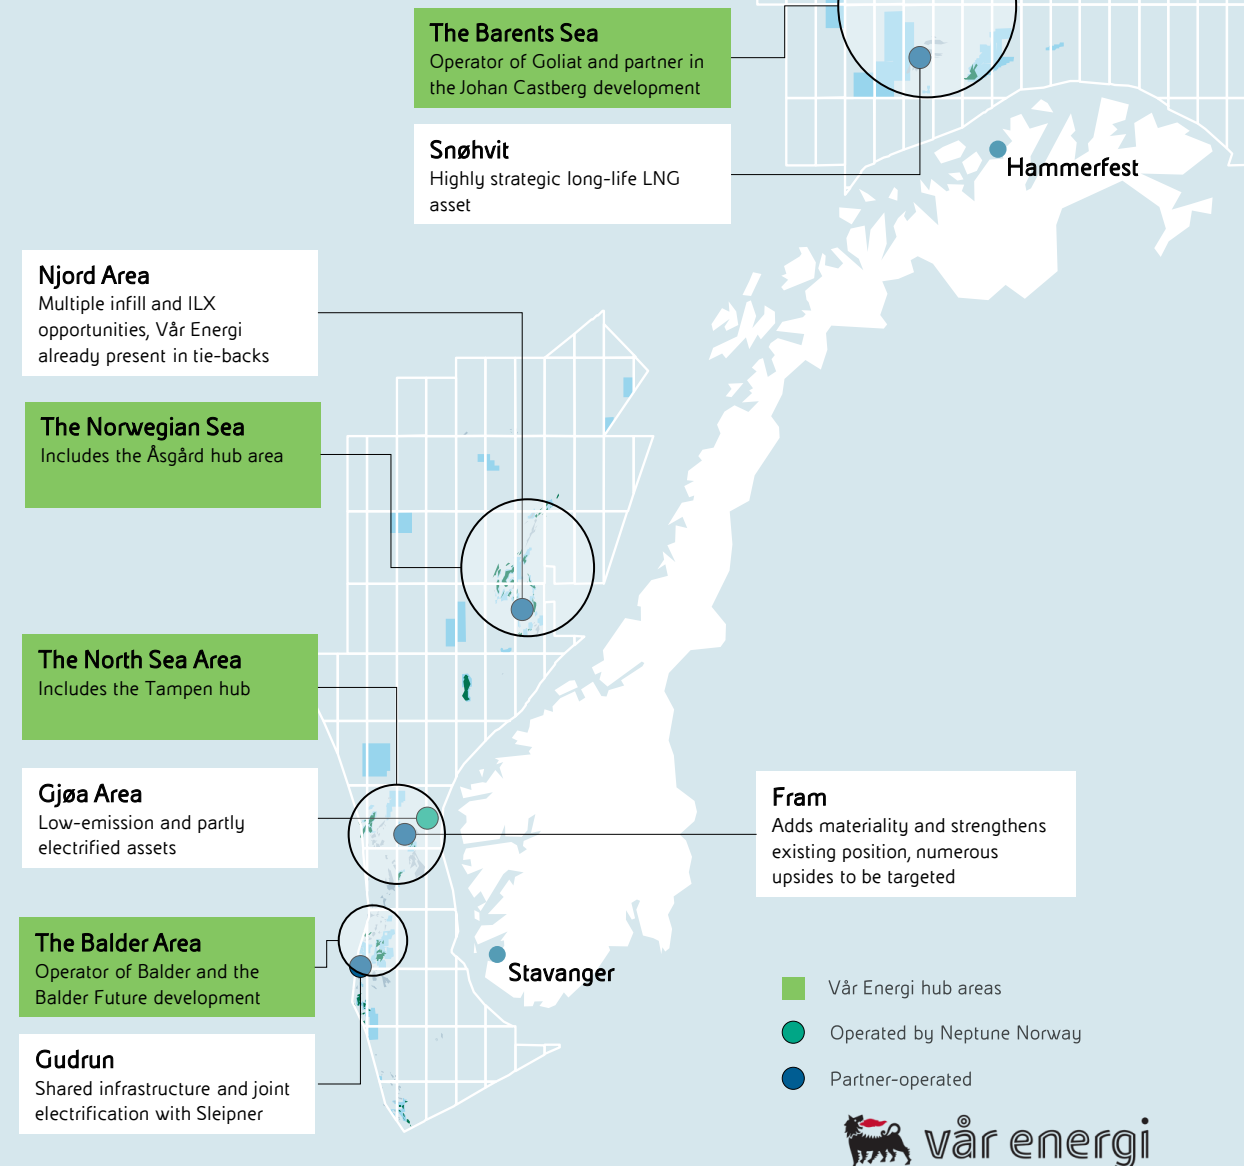 The Barents Sea
Operator of Goliat and partner in
the Johan Castberg development
Snøhvit
Highly strategic long-life LNG
asset
Hammerfest
Njord Area
Multiple infill and ILX
opportunities, Vår Energi
already present in tie-backs
The Norwegian Sea
Includes the Åsgård hub area
The North Sea Area
Includes the Tampen hub
Gjøa Area
Low-emission and partly
electrified assets
Fram
Adds materiality and strengthens
existing position, numerous
upsides to be targeted
The Balder Area
Operator of Balder and the
Balder Future development
Stavanger
Gudrun
Shared infrastructure and joint
electrification with Sleipner
Vår Energi hub areas
Operated by Neptune Norway
Partner-operated
vår energi